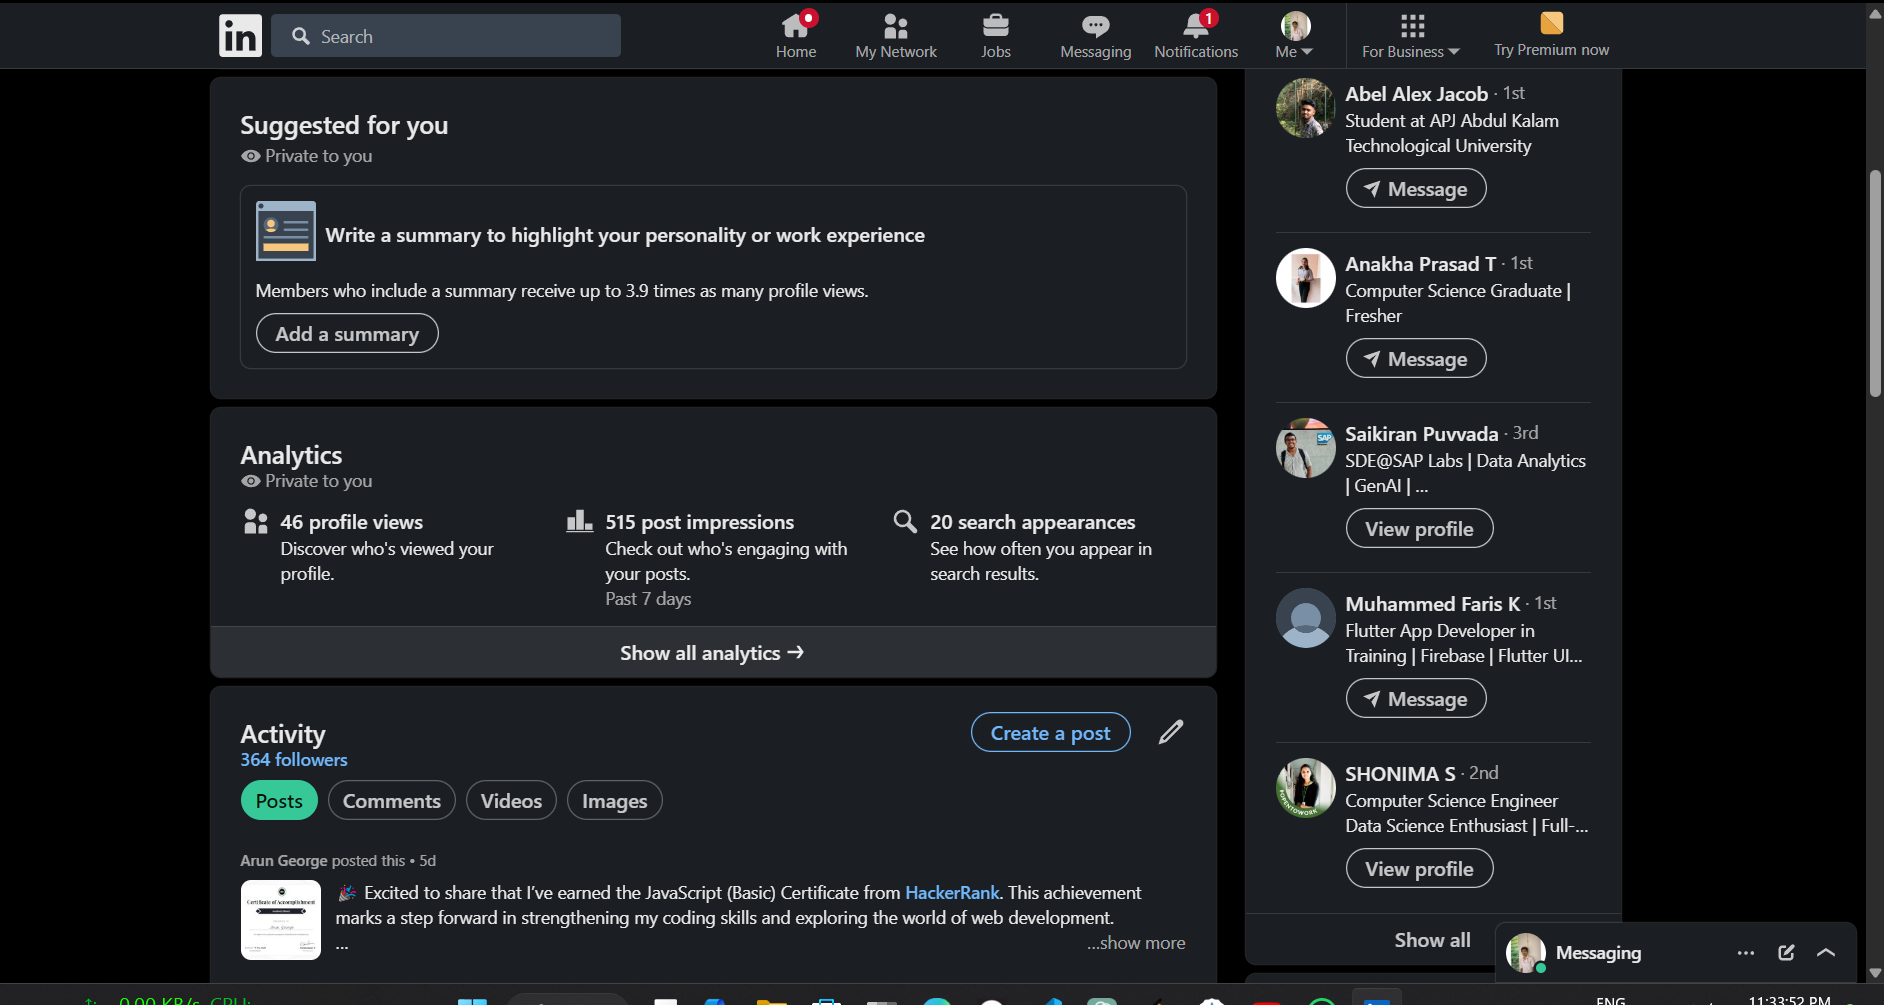 in
Search
Home
My Network
Jobs
Messaging
1
Notifications
Me
For Business
Try Premium now
Suggested for you
Private to you
Write a summary to highlight your personality or work experience
Members who include a summary receive up to 3.9 times as many profile views.
Add a summary
Analytics
Private to you
46 profile views
Discover who's viewed your
profile.
515 post impressions
Check out who's engaging with
your posts.
Past 7 days
20 search appearances
See how often you appear in
search results.
Show all analytics →
Activity
364 followers
Create a post
Posts
Comments
Videos
Images
Arun George posted this • 5d
🎉 Excited to share that I’ve earned the JavaScript (Basic) Certificate from HackerRank. This achievement
marks a step forward in strengthening my coding skills and exploring the world of web development.
...
...show more
Certificate of Accomplishment
Abel Alex Jacob · 1st
Student at APJ Abdul Kalam
Technological University
Message
Anakha Prasad T · 1st
Computer Science Graduate |
Fresher
Message
SAP
Saikiran Puvvada · 3rd
SDE@SAP Labs | Data Analytics
| GenAI | ...
View profile
Muhammed Faris K · 1st
Flutter App Developer in
Training | Firebase | Flutter UI...
Message
#OPENTOWORK
SHONIMA S · 2nd
Computer Science Engineer
Data Science Enthusiast | Full-...
View profile
Show all
Messaging
0.00 KB/s CPU:
ENG
11:33:52 PM